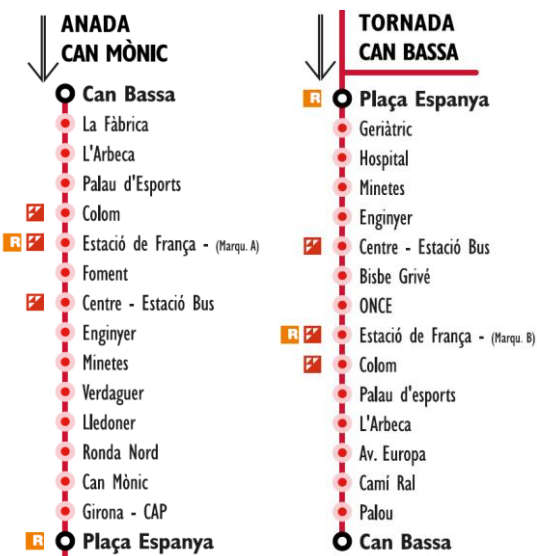 ANADA
CAN MÒNIC
Can Bassa
La Fàbrica
L'Arbeca
Palau d'Esports
Colom
R Estació de França - (Marqu. A)
Foment
Centre - Estació Bus
Enginyer
Minetes
Verdaguer
Lledoner
Ronda Nord
Can Mònic
Girona - CAP
R Plaça Espanya
TORNADA
CAN BASSA
R Plaça Espanya
Geriàtric
Hospital
Minetes
Enginyer
Centre - Estació Bus
Bisbe Grivé
ONCE
R Estació de França - (Marqu. B)
Colom
Palau d'esports
L'Arbeca
Av. Europa
Camí Ral
Palou
Can Bassa